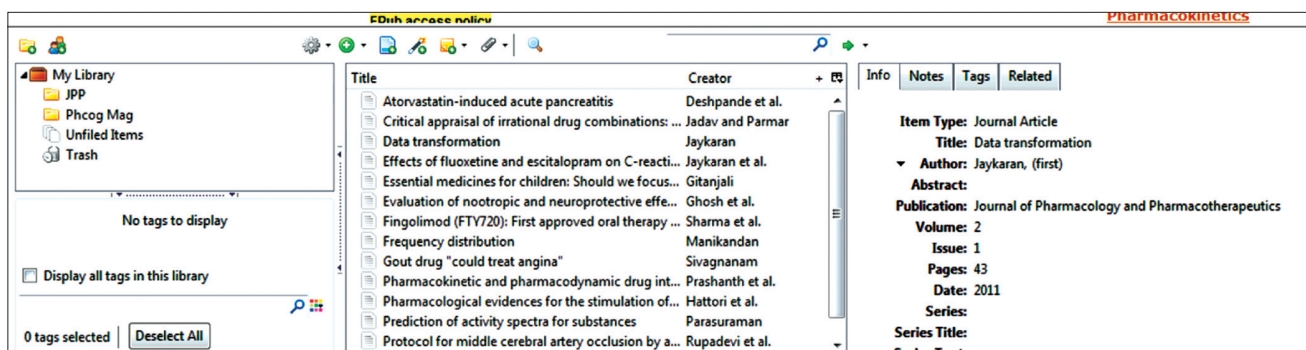 EPub access policy
Pharmacokinetics
My Library
JPP
Phcog Mag
Unfiled Items
Trash
No tags to display
Display all tags in this library
0 tags selected
Deselect All
Title Creator +
Atorvastatin-induced acute pancreatitis Deshpande et al.
Critical appraisal of irrational drug combinations: ... Jadav and Parmar
Data transformation Jaykaran
Effects of fluoxetine and escitalopram on C-reacti... Jaykaran et al.
Essential medicines for children: Should we focus... Gitanjali
Evaluation of nootropic and neuroprotective effe... Ghosh et al.
Fingolimod (FTY720): First approved oral therapy ... Sharma et al.
Frequency distribution Manikandan
Gout drug "could treat angina" Sivagnanam
Pharmacokinetic and pharmacodynamic drug int... Prashanth et al.
Pharmacological evidences for the stimulation of... Hattori et al.
Prediction of activity spectra for substances Parasuraman
Protocol for middle cerebral artery occlusion by a... Rupadevi et al.
Info Notes Tags Related
Item Type: Journal Article
Title: Data transformation
Author: Jaykaran, (first)
Abstract:
Publication: Journal of Pharmacology and Pharmacotherapeutics
Volume: 2
Issue: 1
Pages: 43
Date: 2011
Series:
Series Title: